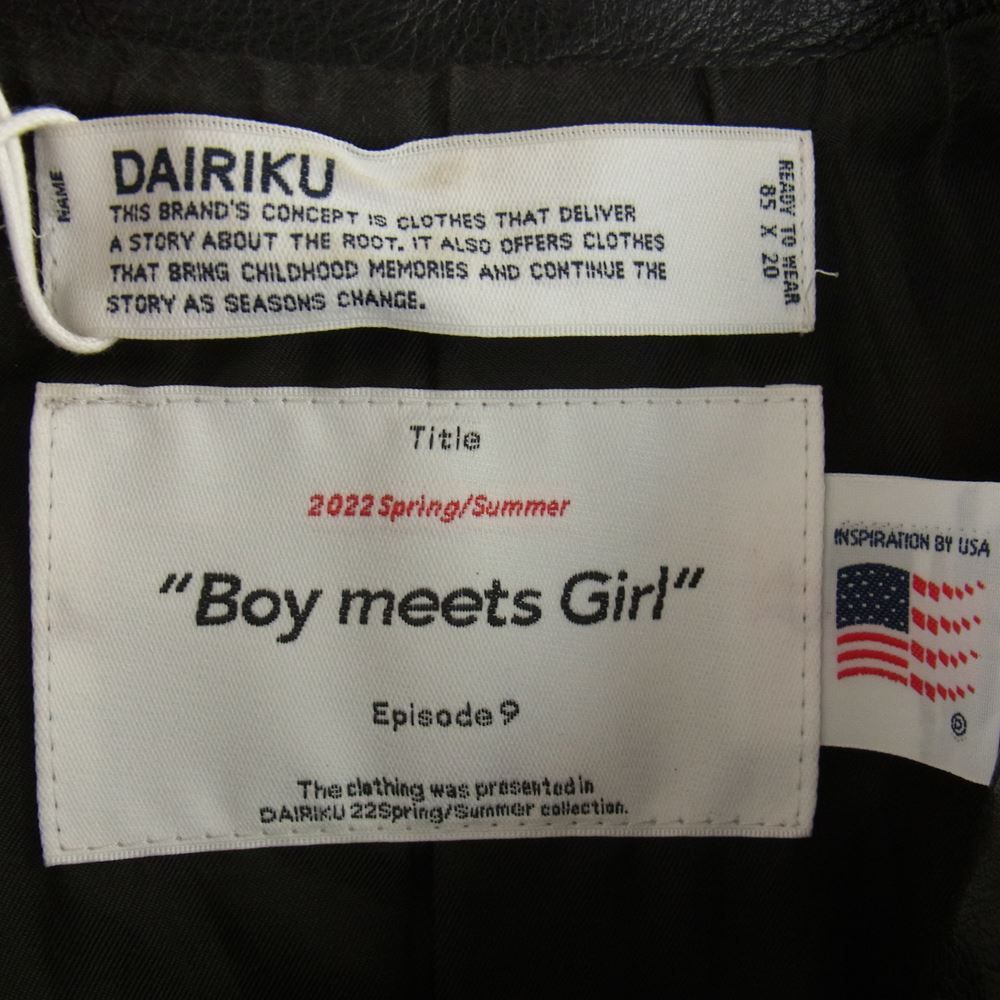 NAME
DAIRIKU
THIS BRAND'S CONCEPT IS CLOTHES THAT DELIVER
A STORY ABOUT THE ROOT. IT ALSO OFFERS CLOTHES
THAT BRING CHILDHOOD MEMORIES AND CONTINUE THE
STORY AS SEASONS CHANGE.
READY TO WEAR
85 X 20
Title
2022 Spring/Summer
"Boy meets Girl"
Episode 9
The clothing was presented in
DAIRIKU 22Spring/Summer collection.
INSPIRATION BY USA
©